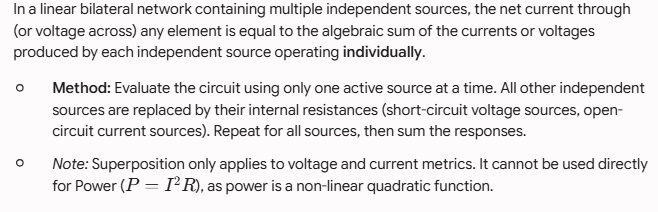 In a linear bilateral network containing multiple independent sources, the net current through
(or voltage across) any element is equal to the algebraic sum of the currents or voltages
produced by each independent source operating individually.
○ Method: Evaluate the circuit using only one active source at a time. All other independent
sources are replaced by their internal resistances (short-circuit voltage sources, open-
circuit current sources). Repeat for all sources, then sum the responses.
○ Note: Superposition only applies to voltage and current metrics. It cannot be used directly
for Power (P = I²R), as power is a non-linear quadratic function.